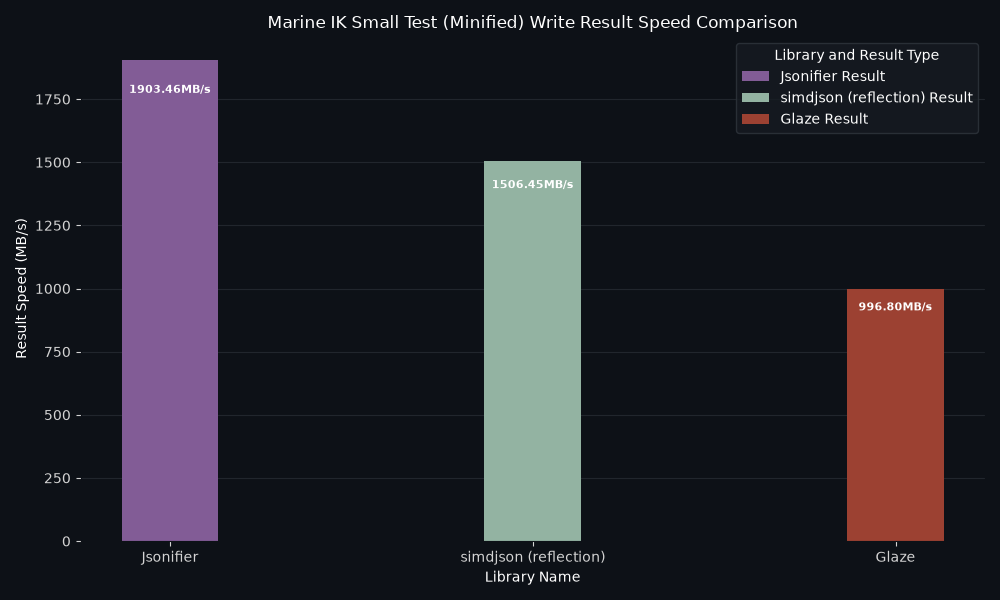 Marine IK Small Test (Minified) Write Result Speed Comparison
Library and Result Type
Jsonifier Result
simdjson (reflection) Result
Glaze Result
Result Speed (MB/s)
1750
1500
1250
1000
750
500
250
0
1903.46MB/s
1506.45MB/s
996.80MB/s
Jsonifier
simdjson (reflection)
Glaze
Library Name